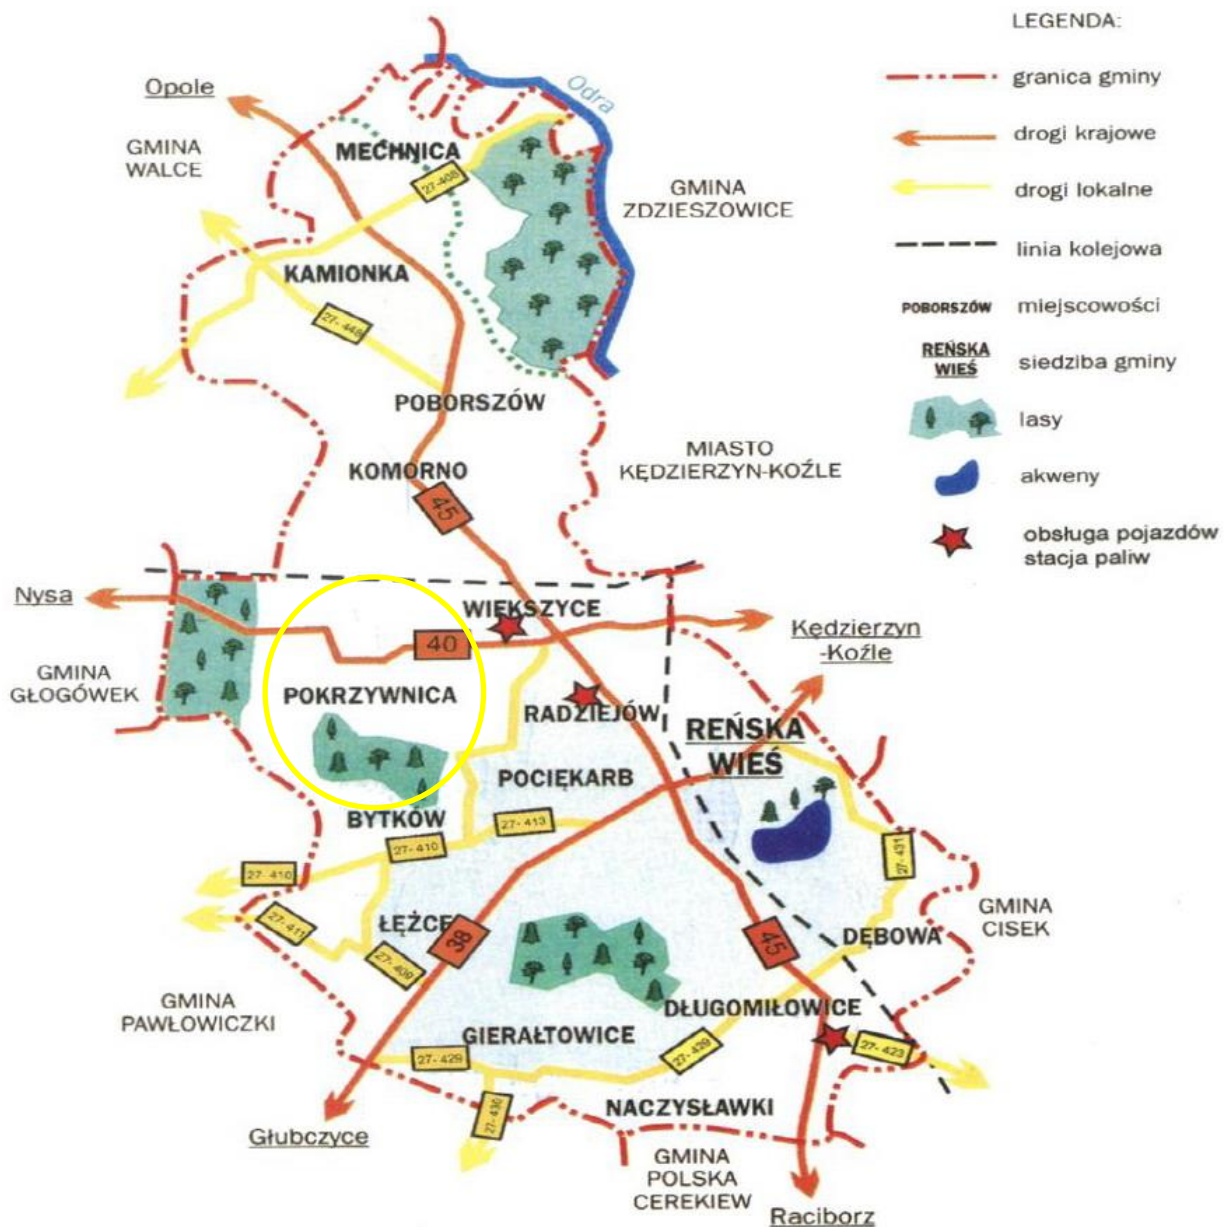 LEGENDA:
granica gminy
drogi krajowe
drogi lokalne
linia kolejowa
POBORSZÓW
miejscowości
REŃSKA
WIEŚ
siedziba gminy
lasy
akweny
obsługa pojazdów
stacja paliw
Opole
Odra
GMINA
WALCE
MECHNICA
27-408
GMINA
ZDZIESZOWICE
KAMIONKA
27-448
POBORSZÓW
KOMORNO
MIASTO
KĘDZIERZYN-KOŹLE
45
Nysa
WIĘKSZYCE
40
Kędzierzyn
-Koźle
GMINA
GŁOGÓWEK
POKRZYWNICA
RADZIEJÓW
REŃSKA
WIEŚ
POCIĘKARB
BYTKÓW
27-413
27-410
27-410
27-431
27-411
ŁĘŻCE
38
45
27-409
DĘBOWA
GMINA
CISEK
GMINA
PAWŁOWICZKI
DŁUGOMIŁOWICE
GIERAŁTOWICE
27-429
27-429
27-423
27-430
NACZYSŁAWKI
Głubczyce
GMINA
POLSKA
CEREKIEW
Raciborz